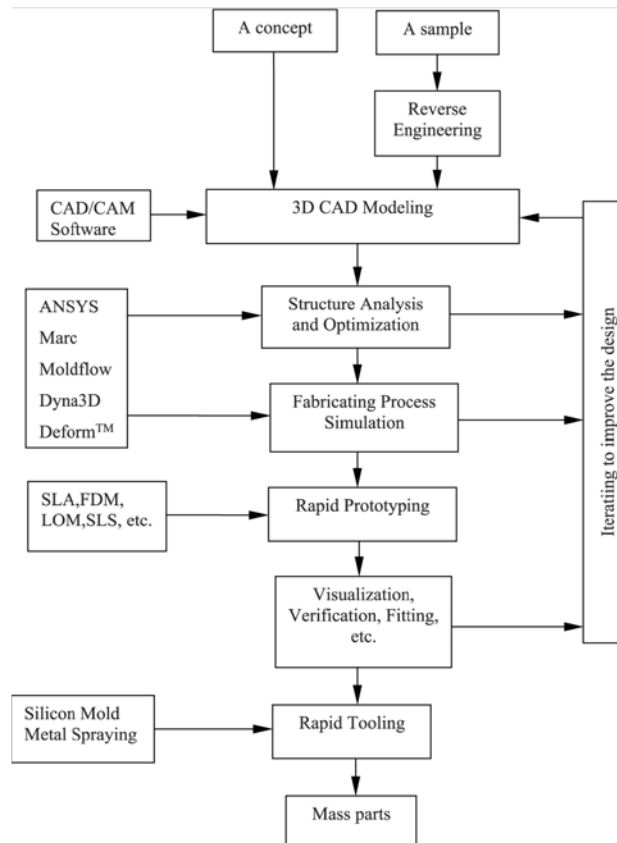 A concept
A sample
Reverse
Engineering
CAD/CAM
Software
3D CAD Modeling
ANSYS
Marc
Moldflow
Dyna3D
Deform™
Structure Analysis
and Optimization
Fabricating Process
Simulation
Iteratiing to improve the design
SLA,FDM,
LOM,SLS, etc.
Rapid Prototyping
Visualization,
Verification, Fitting,
etc.
Silicon Mold
Metal Spraying
Rapid Tooling
Mass parts